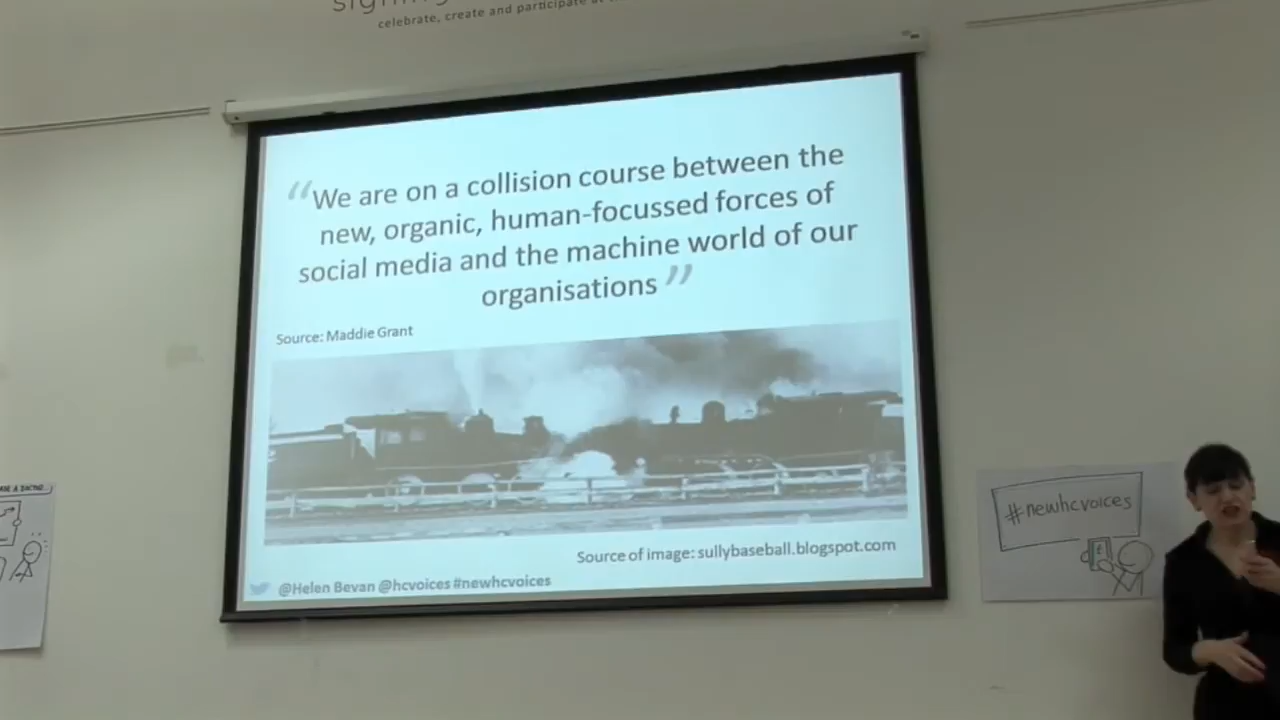 celebrate, create and participate at
“We are on a collision course between the
new, organic, human-focussed forces of
social media and the machine world of our
organisations”
Source: Maddie Grant
Source of image: sullybaseball.blogspot.com
@Helen Bevan @hcvoices #newhcvoices
#newhcvoices